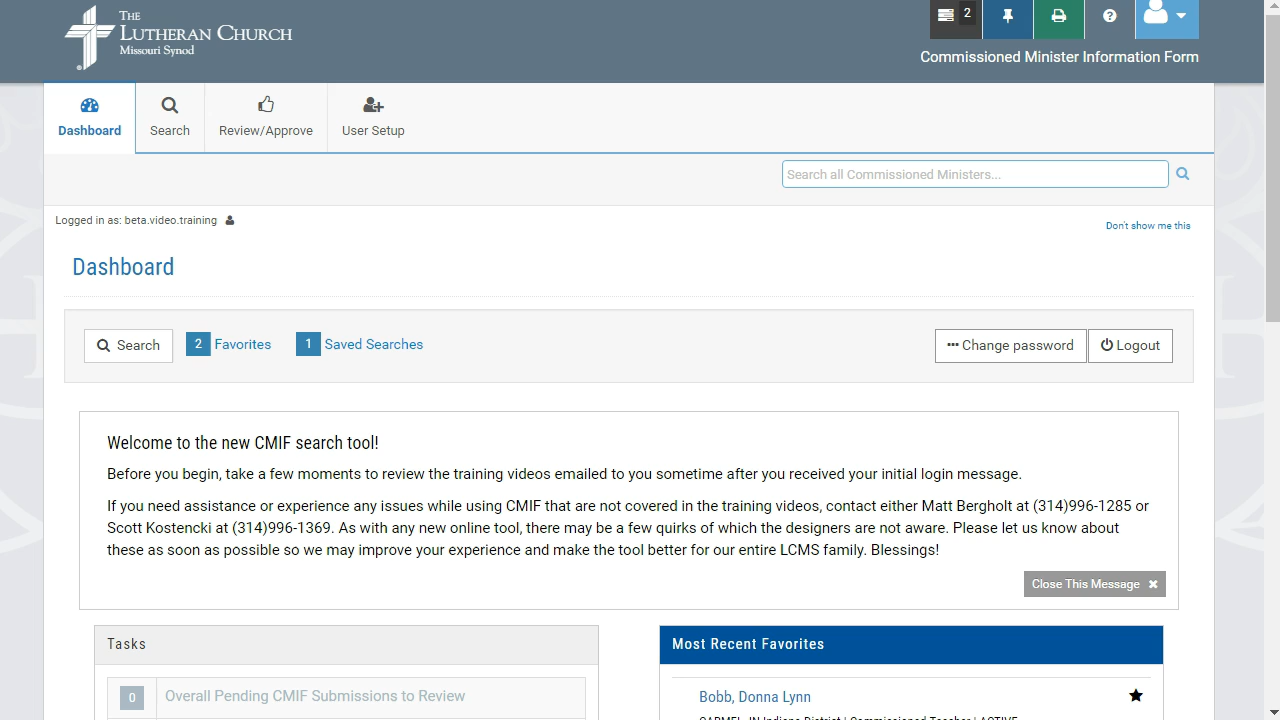 THE
LUTHERAN CHURCH
Missouri Synod
2
?
Commissioned Minister Information Form
Dashboard
Search
Review/Approve
User Setup
Search all Commissioned Ministers...
Logged in as: beta.video.training
Don't show me this
Dashboard
Search
2 Favorites
1 Saved Searches
Change password
Logout
Welcome to the new CMIF search tool!
Before you begin, take a few moments to review the training videos emailed to you sometime after you received your initial login message.
If you need assistance or experience any issues while using CMIF that are not covered in the training videos, contact either Matt Bergholt at (314)996-1285 or
Scott Kostencki at (314)996-1369. As with any new online tool, there may be a few quirks of which the designers are not aware. Please let us know about
these as soon as possible so we may improve your experience and make the tool better for our entire LCMS family. Blessings!
Close This Message
Tasks
0 Overall Pending CMIF Submissions to Review
Most Recent Favorites
Bobb, Donna Lynn
CARMEL, IN Indiana District | Commissioned Teacher | ACTIVE